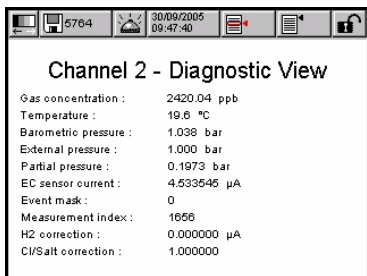 5764
30/09/2005
09:47:40
Channel 2 - Diagnostic View
Gas concentration : 2420.04 ppb
Temperature : 19.6 °C
Barometric pressure : 1.038 bar
External pressure : 1.000 bar
Partial pressure : 0.1973 bar
EC sensor current : 4.533545 µA
Event mask : 0
Measurement index : 1656
H2 correction : 0.000000 µA
Cl/Salt correction : 1.000000